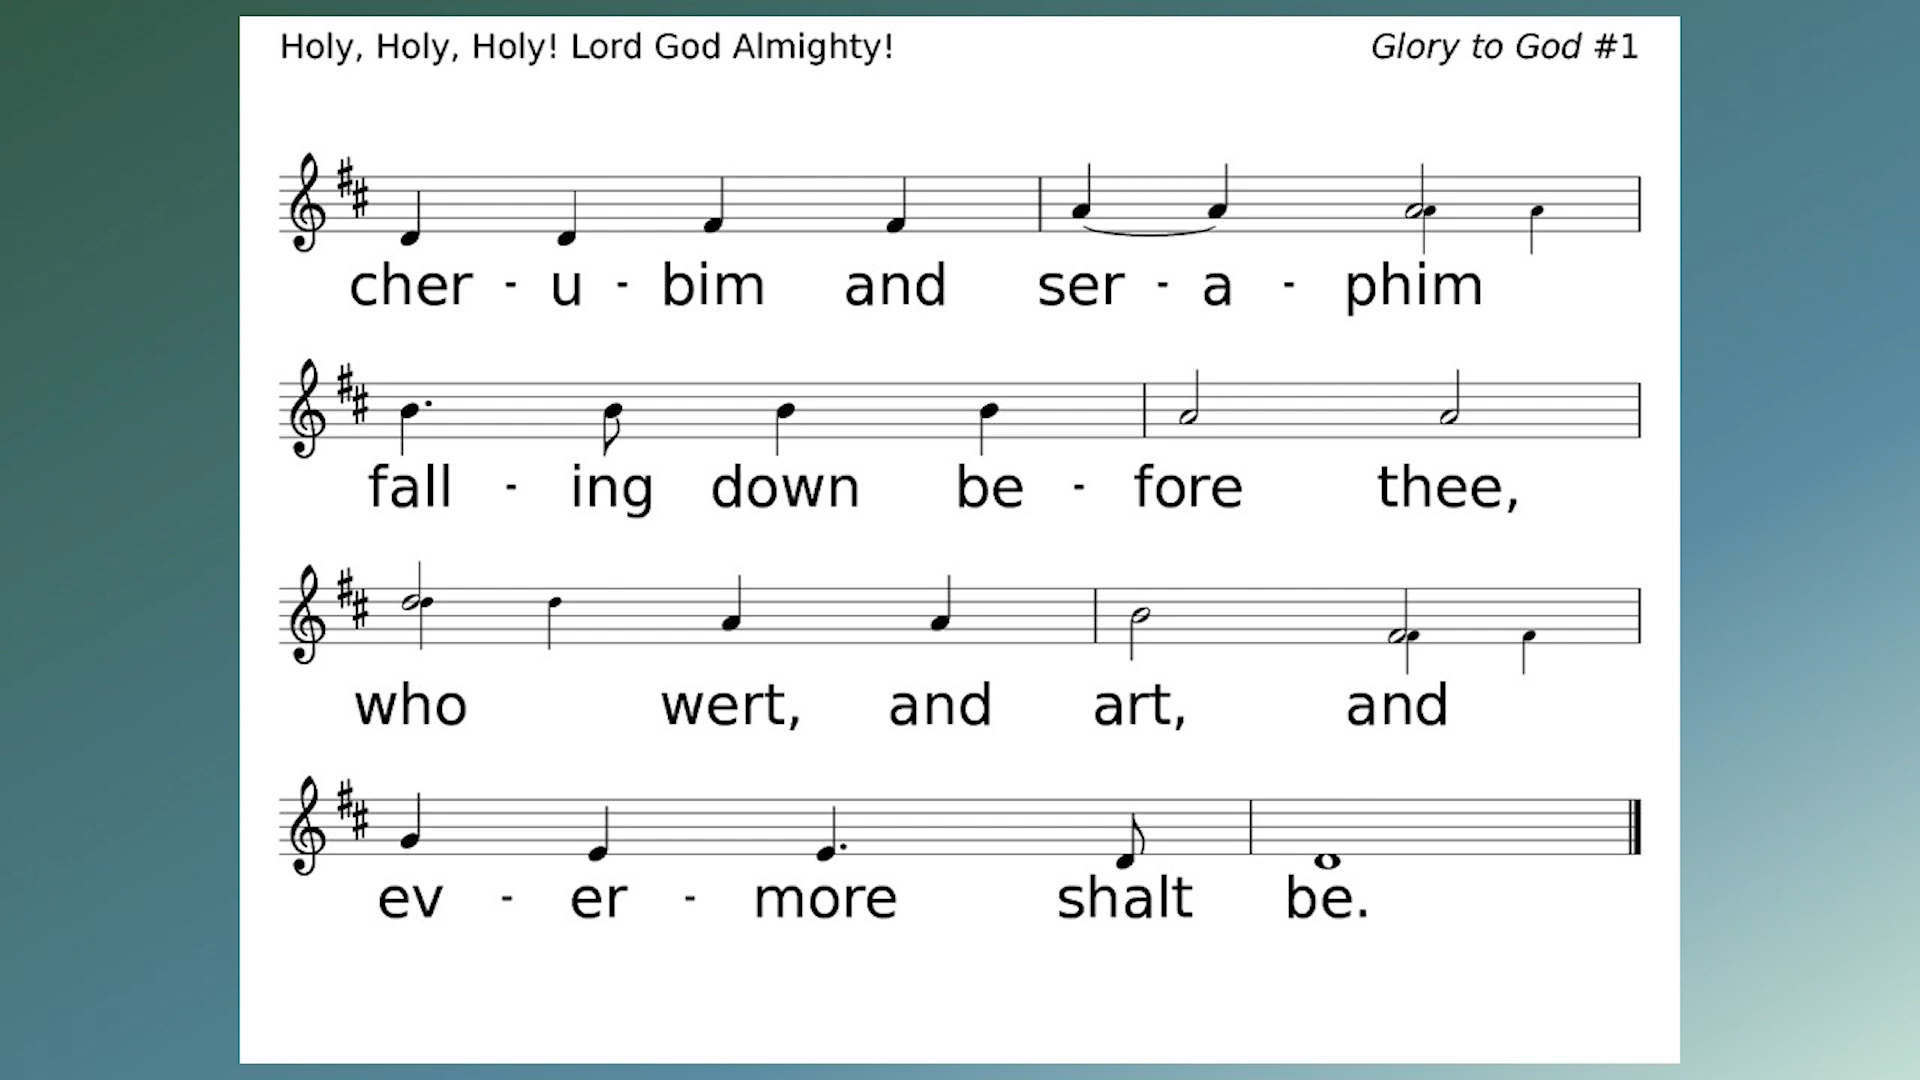 Holy, Holy, Holy! Lord God Almighty! Glory to God #1
cher - u - bim and ser - a - phim
fall - ing down be - fore thee,
who wert, and art, and
ev - er - more shalt be.